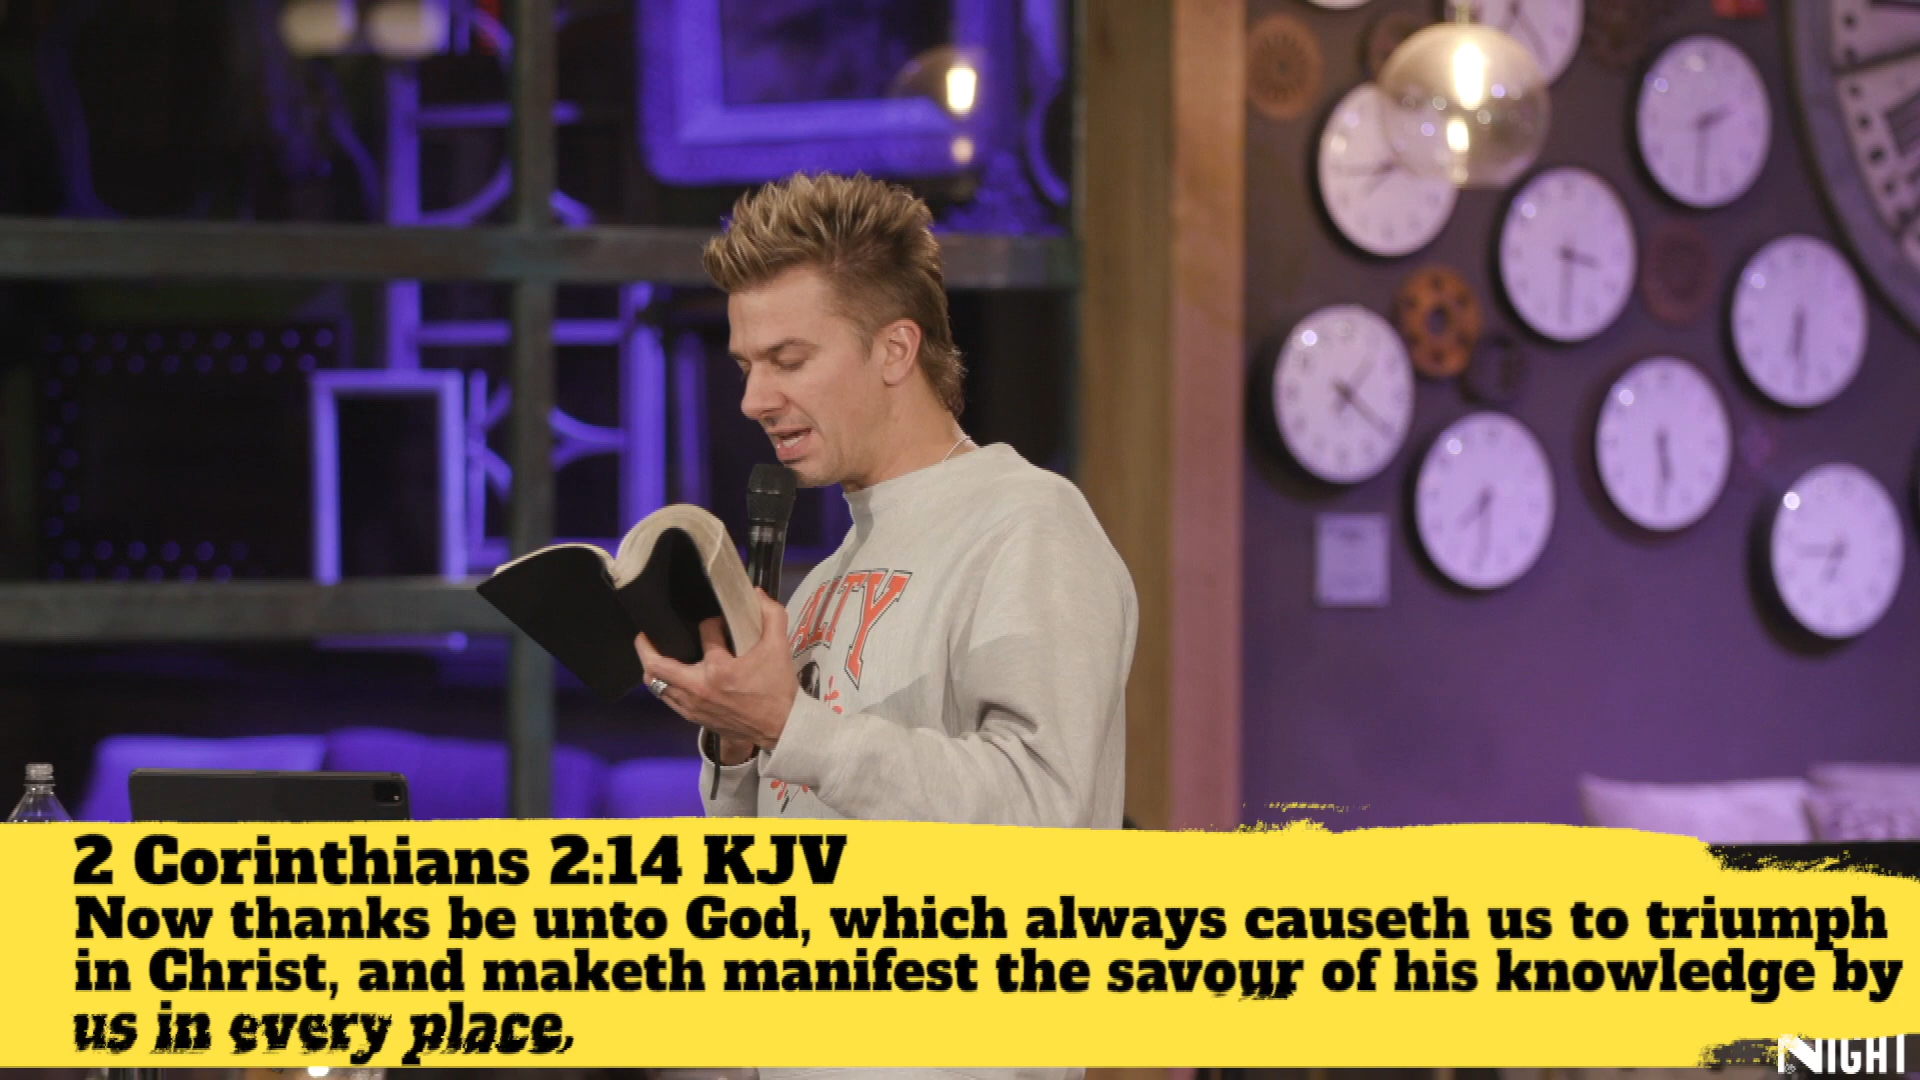 2 Corinthians 2:14 KJV
Now thanks be unto God, which always causeth us to triumph
in Christ, and maketh manifest the savour of his knowledge by
us in every place,
NIGHT
ALTY